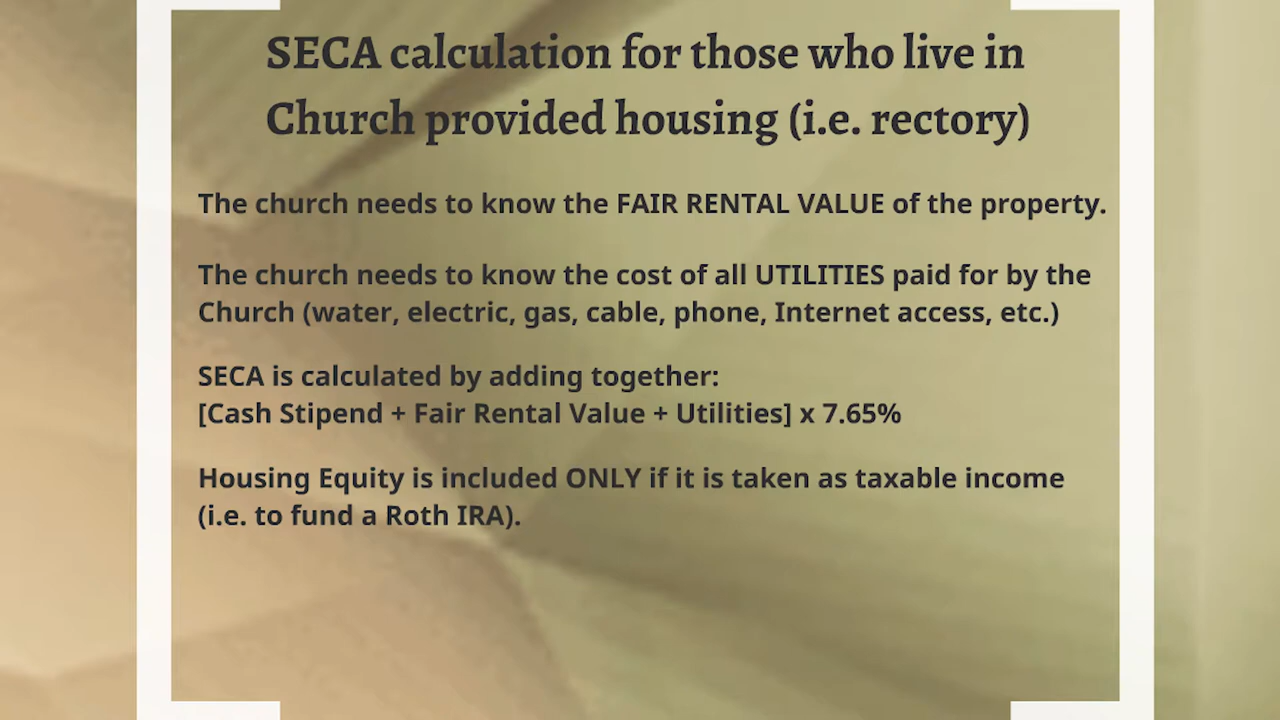 SECA calculation for those who live in
Church provided housing (i.e. rectory)
The church needs to know the FAIR RENTAL VALUE of the property.
The church needs to know the cost of all UTILITIES paid for by the
Church (water, electric, gas, cable, phone, Internet access, etc.)
SECA is calculated by adding together:
[Cash Stipend + Fair Rental Value + Utilities] x 7.65%
Housing Equity is included ONLY if it is taken as taxable income
(i.e. to fund a Roth IRA).